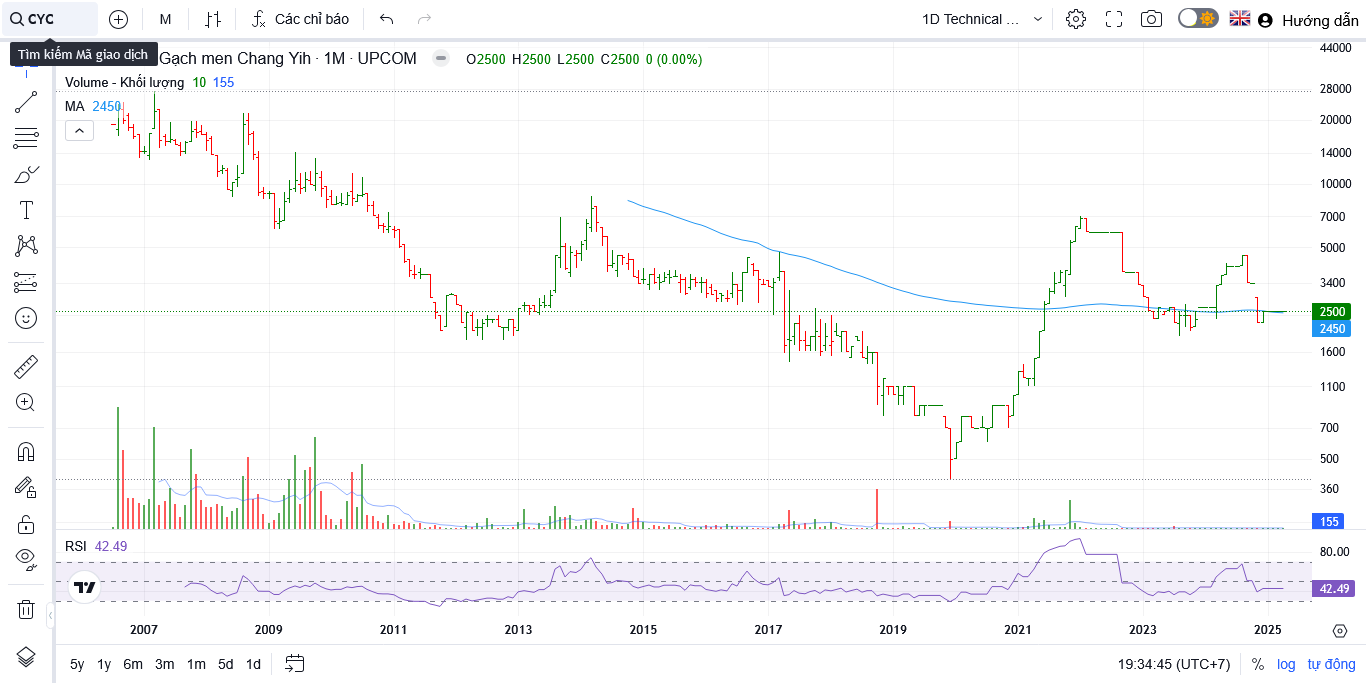 CYC
M
Các chỉ báo
1D Technical ...
Hướng dẫn
Tìm kiếm Mã giao dịch
Gạch men Chang Yih · 1M · UPCOM
O2500 H2500 L2500 C2500 0 (0.00%)
Volume - Khối lượng 10 155
MA 2450
44000
28000
20000
14000
10000
7000
5000
3400
2500
2450
1600
1100
700
500
360
155
RSI 42.49
80.00
42.49
2007 2009 2011 2013 2015 2017 2019 2021 2023 2025
5y 1y 6m 3m 1m 5d 1d
19:34:45 (UTC+7) % log tự động